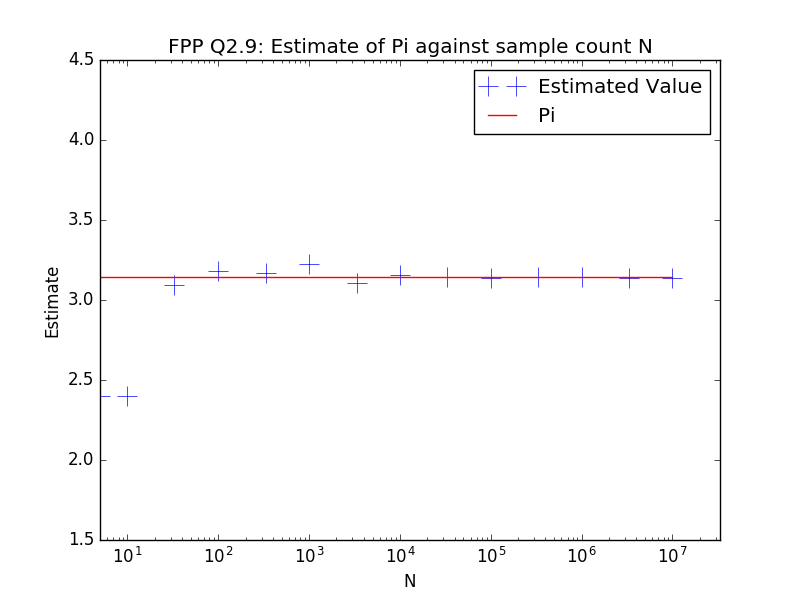 FPP Q2.9: Estimate of Pi against sample count N
4.5
4.0
3.5
3.0
2.5
2.0
1.5
Estimate
Estimated Value
Pi
10¹ 10² 10³ 10⁴ 10⁵ 10⁶ 10⁷
N